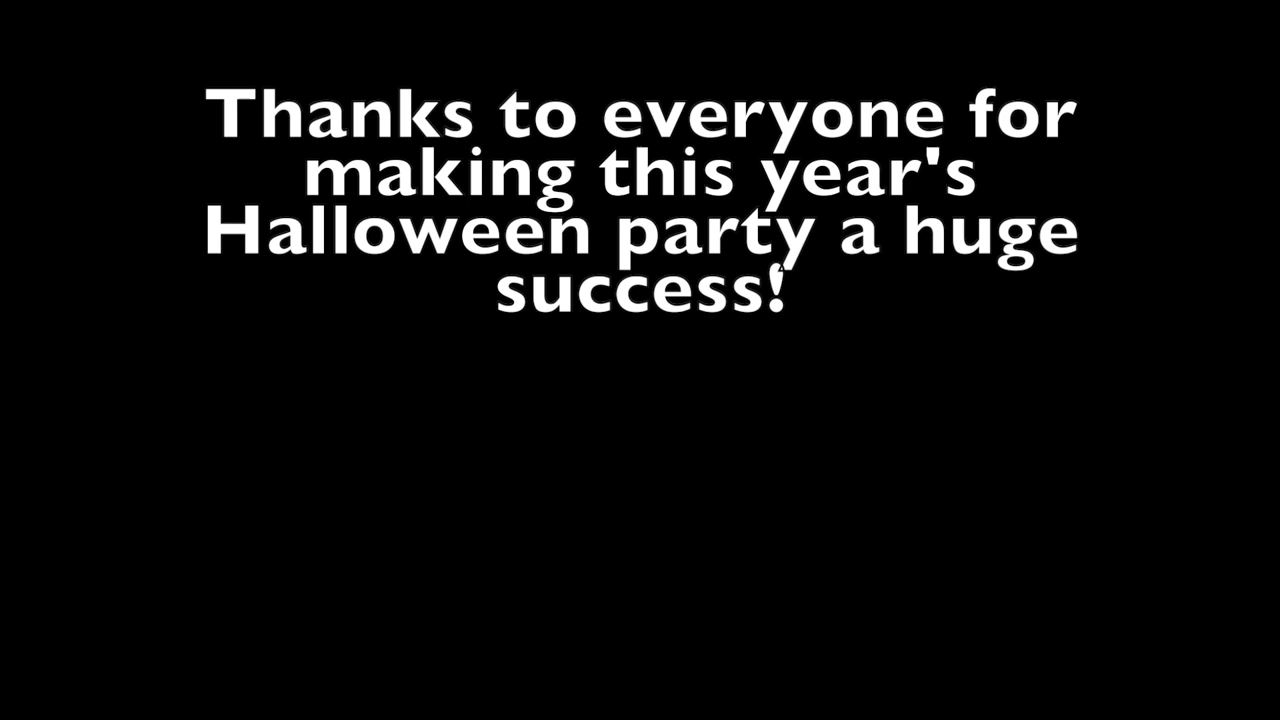 Thanks to everyone for
making this year's
Halloween party a huge
success!